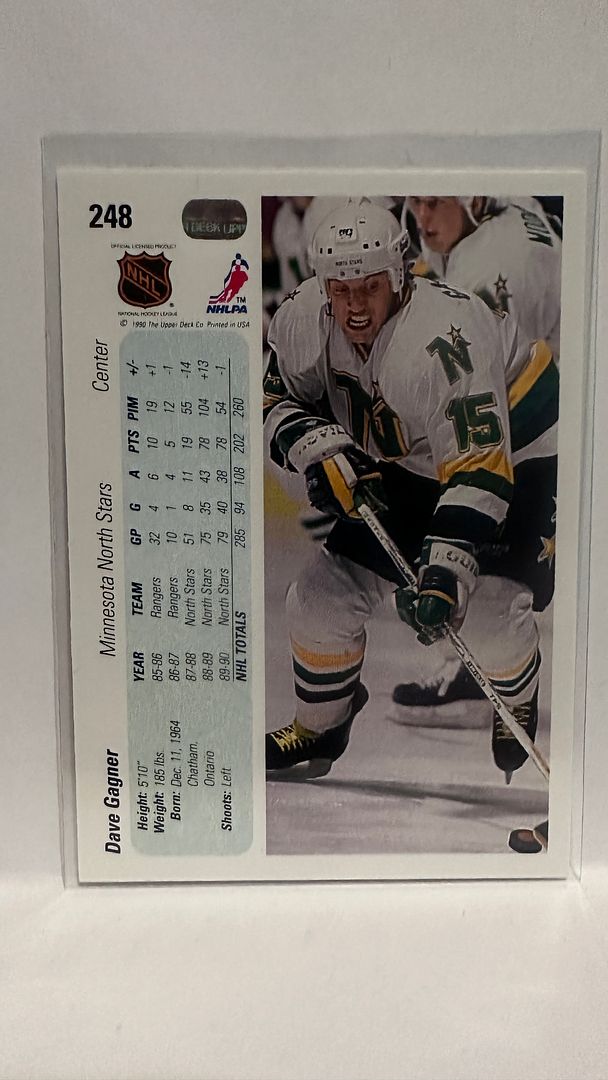 248
DECK UPP
OFFICIAL LICENSED PRODUCT
NHL
®
NATIONAL HOCKEY LEAGUE
TM
NHLPA
© 1990 The Upper Deck Co. Printed in USA
Dave Gagner Minnesota North Stars Center
Height: 5'10"
Weight: 185 lbs.
Born: Dec. 11, 1964
Chatham,
Ontario
Shoots: Left
YEAR TEAM GP G A PTS PIM +/-
85-86 Rangers 32 4 6 10 19 +1
86-87 Rangers 10 1 4 5 12 -1
87-88 North Stars 51 8 11 19 55 -14
88-89 North Stars 75 35 43 78 104 +13
89-90 North Stars 79 40 38 78 54 -1
NHL TOTALS 285 94 108 202 260
NORTH STARS
N
15
N